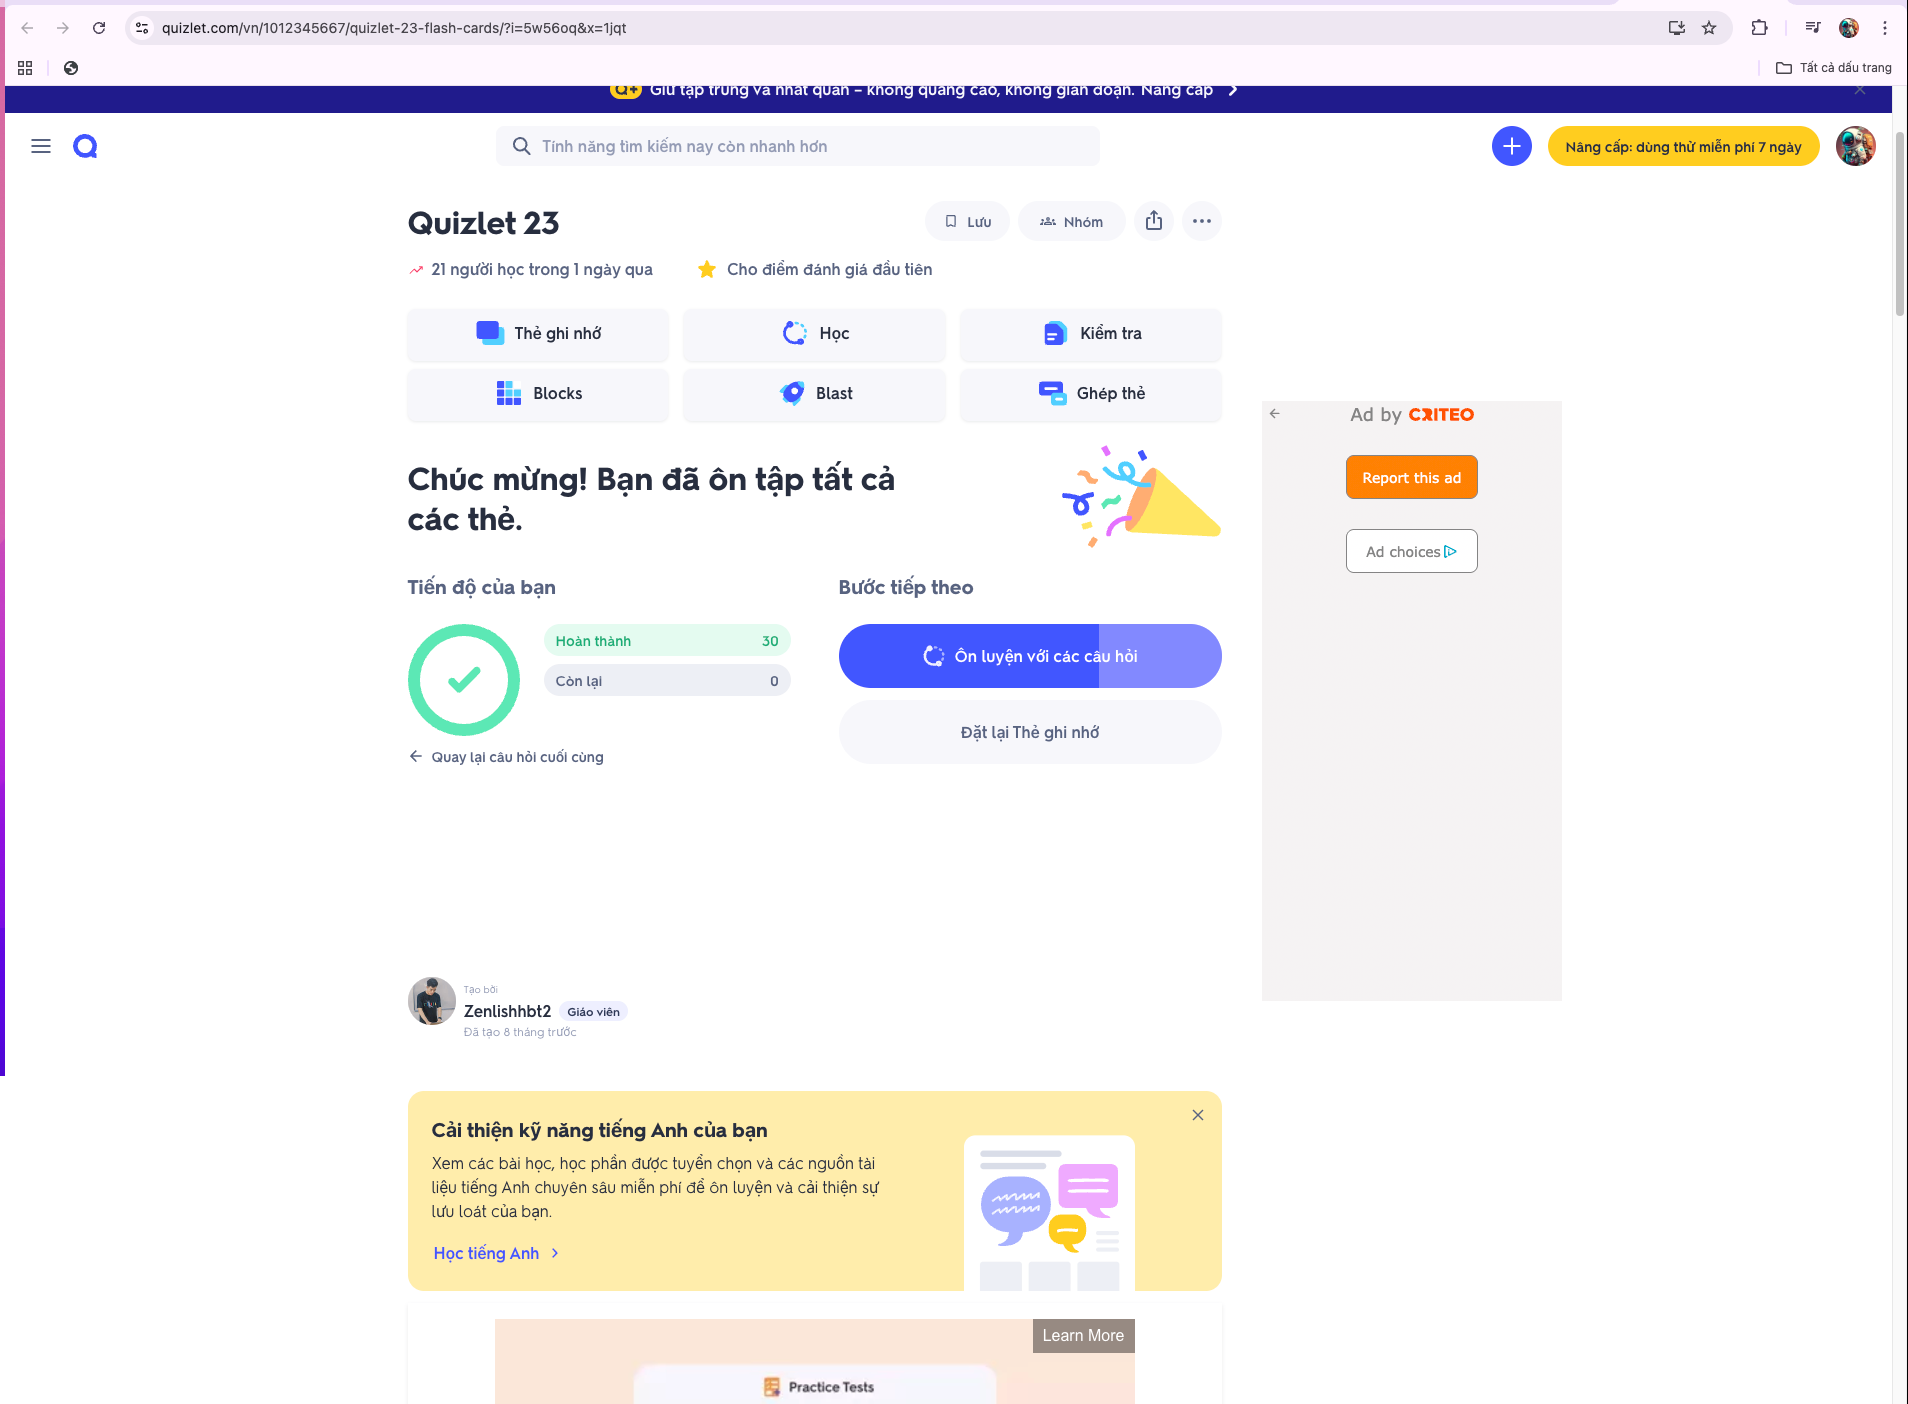 quizlet.com/vn/1012345667/quizlet-23-flash-cards/?i=5w56oq&x=1jqt
Tất cả dấu trang
Q+ Giữ tập trung và nhất quán – không quảng cáo, không gián đoạn. Nâng cấp
Tính năng tìm kiếm nay còn nhanh hơn
Nâng cấp: dùng thử miễn phí 7 ngày
Quizlet 23
Lưu
Nhóm
21 người học trong 1 ngày qua
Cho điểm đánh giá đầu tiên
Thẻ ghi nhớ
Học
Kiểm tra
Blocks
Blast
Ghép thẻ
Ad by CRITEO
Report this ad
Ad choices
Chúc mừng! Bạn đã ôn tập tất cả
các thẻ.
Tiến độ của bạn
Bước tiếp theo
Hoàn thành 30
Còn lại 0
Ôn luyện với các câu hỏi
Đặt lại Thẻ ghi nhớ
Quay lại câu hỏi cuối cùng
Tạo bởi
Zenlishhbt2 Giáo viên
Đã tạo 8 tháng trước
Cải thiện kỹ năng tiếng Anh của bạn
Xem các bài học, học phần được tuyển chọn và các nguồn tài
liệu tiếng Anh chuyên sâu miễn phí để ôn luyện và cải thiện sự
lưu loát của bạn.
Học tiếng Anh
Learn More
Practice Tests